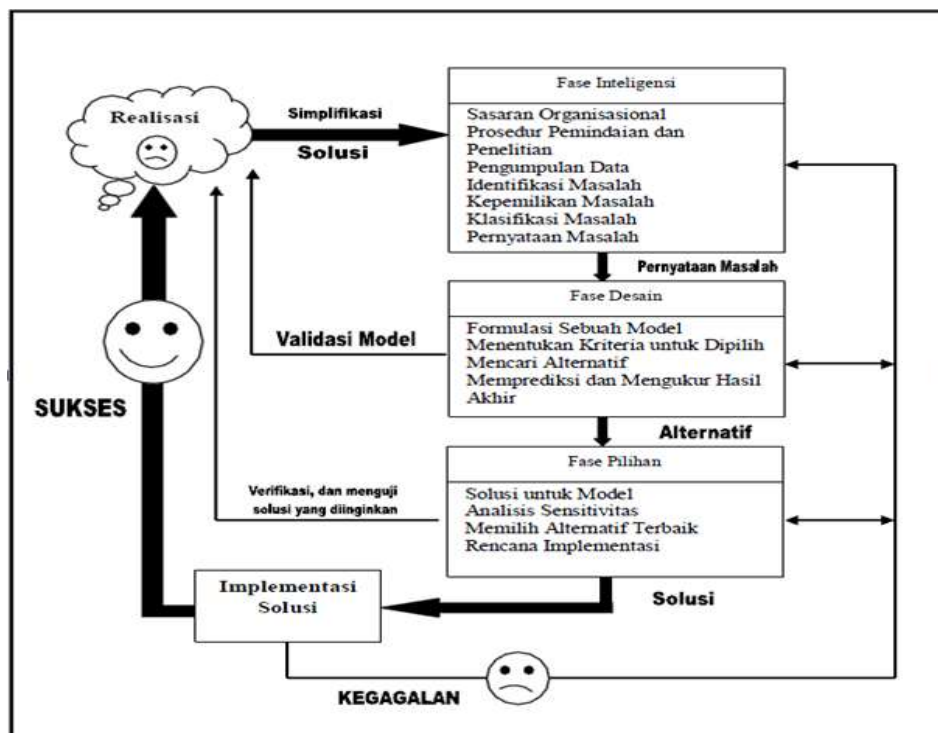 Realisasi
Simplifikasi
Solusi
Fase Inteligensi
Sasaran Organisasional
Prosedur Pemindaian dan
Penelitian
Pengumpulan Data
Identifikasi Masalah
Kepemilikan Masalah
Klasifikasi Masalah
Pernyataan Masalah
Pernyataan Masalah
Fase Desain
Formulasi Sebuah Model
Menentukan Kriteria untuk Dipilih
Mencari Alternatif
Memprediksi dan Mengukur Hasil
Akhir
Validasi Model
SUKSES
Alternatif
Fase Pilihan
Solusi untuk Model
Analisis Sensitivitas
Memilih Alternatif Terbaik
Rencana Implementasi
Verifikasi, dan menguji
solusi yang diinginkan
Implementasi
Solusi
Solusi
KEGAGALAN